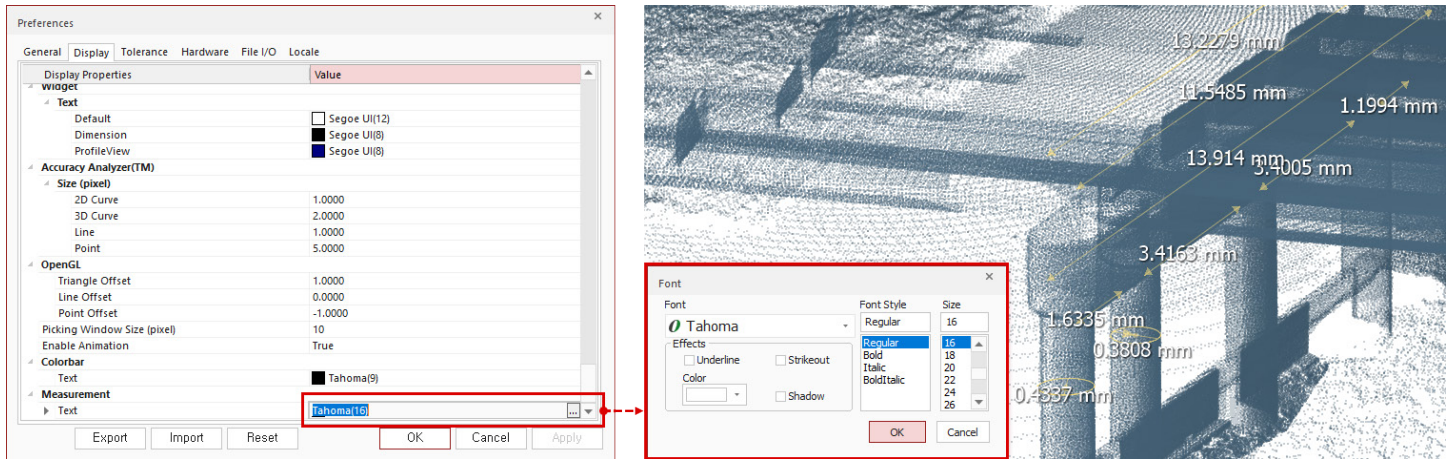 Preferences
General Display Tolerance Hardware File I/O Locale
Display Properties Value
Widget
Text
Default Segoe UI(12)
Dimension Segoe UI(8)
ProfileView Segoe UI(8)
Accuracy Analyzer(TM)
Size (pixel)
2D Curve 1.0000
3D Curve 2.0000
Line 1.0000
Point 5.0000
OpenGL
Triangle Offset 1.0000
Line Offset 0.0000
Point Offset -1.0000
Picking Window Size (pixel) 10
Enable Animation True
Colorbar
Text Tahoma(9)
Measurement
Text Tahoma(16) ...
Export Import Reset OK Cancel Apply
Font
Font Font Style Size
Tahoma Regular 16
Effects
Underline Strikeout
Color
Shadow
Regular
Bold
Italic
BoldItalic
16
18
20
22
24
26
OK Cancel
13.2279 mm
11.5485 mm
1.1994 mm
13.914 mm
3.4005 mm
3.4163 mm
1.6335 mm
0.3808 mm
0.4337 mm